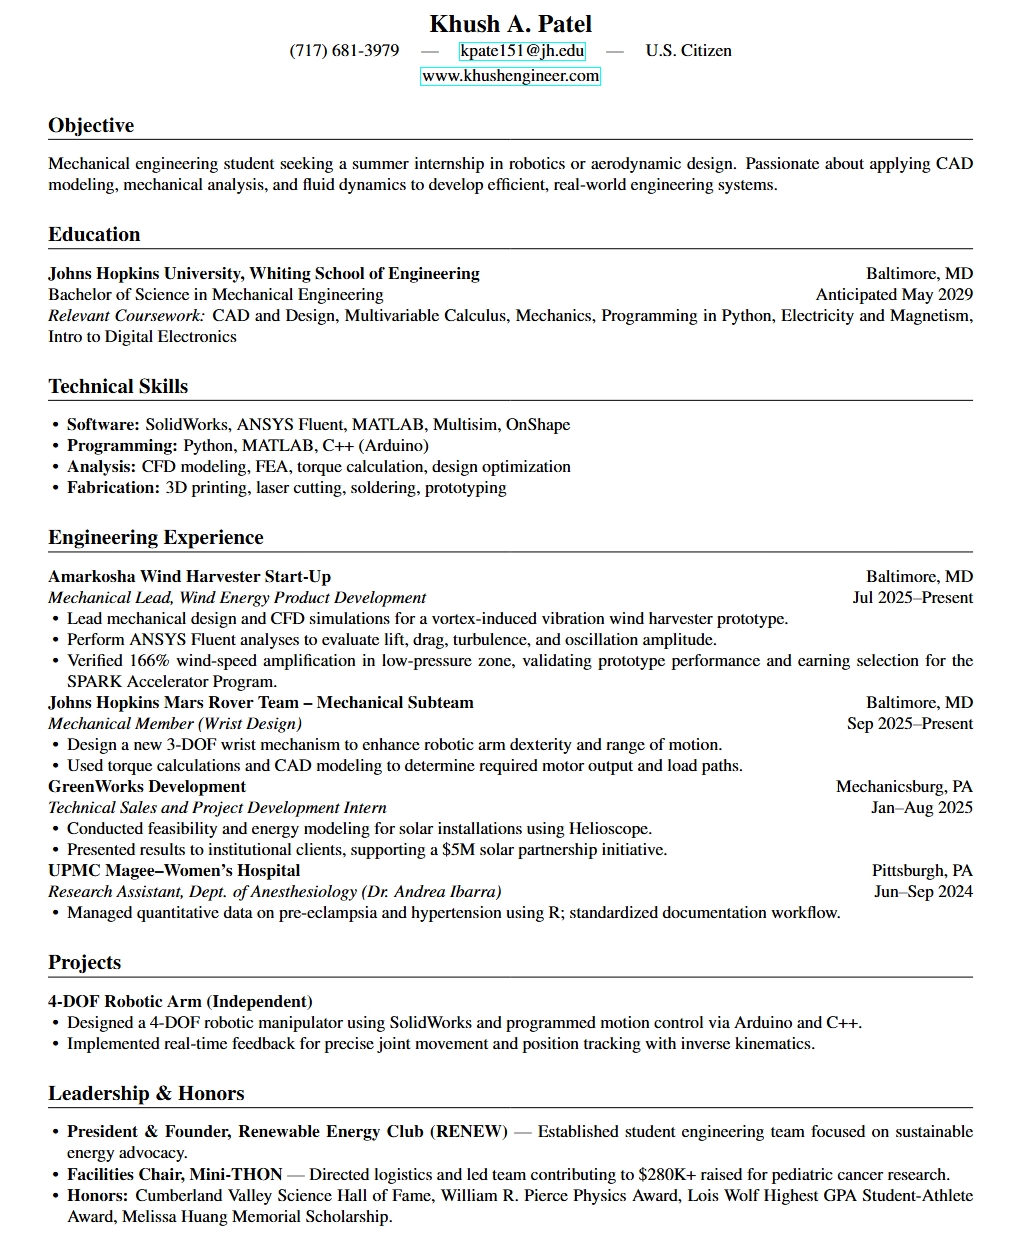 Khush A. Patel
(717) 681-3979 — kpate151@jh.edu — U.S. Citizen
www.khushengineer.com
Objective
Mechanical engineering student seeking a summer internship in robotics or aerodynamic design. Passionate about applying CAD
modeling, mechanical analysis, and fluid dynamics to develop efficient, real-world engineering systems.
Education
Johns Hopkins University, Whiting School of Engineering Baltimore, MD
Bachelor of Science in Mechanical Engineering Anticipated May 2029
Relevant Coursework: CAD and Design, Multivariable Calculus, Mechanics, Programming in Python, Electricity and Magnetism,
Intro to Digital Electronics
Technical Skills
• Software: SolidWorks, ANSYS Fluent, MATLAB, Multisim, OnShape
• Programming: Python, MATLAB, C++ (Arduino)
• Analysis: CFD modeling, FEA, torque calculation, design optimization
• Fabrication: 3D printing, laser cutting, soldering, prototyping
Engineering Experience
Amarkosha Wind Harvester Start-Up Baltimore, MD
Mechanical Lead, Wind Energy Product Development Jul 2025–Present
• Lead mechanical design and CFD simulations for a vortex-induced vibration wind harvester prototype.
• Perform ANSYS Fluent analyses to evaluate lift, drag, turbulence, and oscillation amplitude.
• Verified 166% wind-speed amplification in low-pressure zone, validating prototype performance and earning selection for the
SPARK Accelerator Program.
Johns Hopkins Mars Rover Team – Mechanical Subteam Baltimore, MD
Mechanical Member (Wrist Design) Sep 2025–Present
• Design a new 3-DOF wrist mechanism to enhance robotic arm dexterity and range of motion.
• Used torque calculations and CAD modeling to determine required motor output and load paths.
GreenWorks Development Mechanicsburg, PA
Technical Sales and Project Development Intern Jan–Aug 2025
• Conducted feasibility and energy modeling for solar installations using Helioscope.
• Presented results to institutional clients, supporting a $5M solar partnership initiative.
UPMC Magee–Women's Hospital Pittsburgh, PA
Research Assistant, Dept. of Anesthesiology (Dr. Andrea Ibarra) Jun–Sep 2024
• Managed quantitative data on pre-eclampsia and hypertension using R; standardized documentation workflow.
Projects
4-DOF Robotic Arm (Independent)
• Designed a 4-DOF robotic manipulator using SolidWorks and programmed motion control via Arduino and C++.
• Implemented real-time feedback for precise joint movement and position tracking with inverse kinematics.
Leadership & Honors
• President & Founder, Renewable Energy Club (RENEW) — Established student engineering team focused on sustainable
energy advocacy.
• Facilities Chair, Mini-THON — Directed logistics and led team contributing to $280K+ raised for pediatric cancer research.
• Honors: Cumberland Valley Science Hall of Fame, William R. Pierce Physics Award, Lois Wolf Highest GPA Student-Athlete
Award, Melissa Huang Memorial Scholarship.